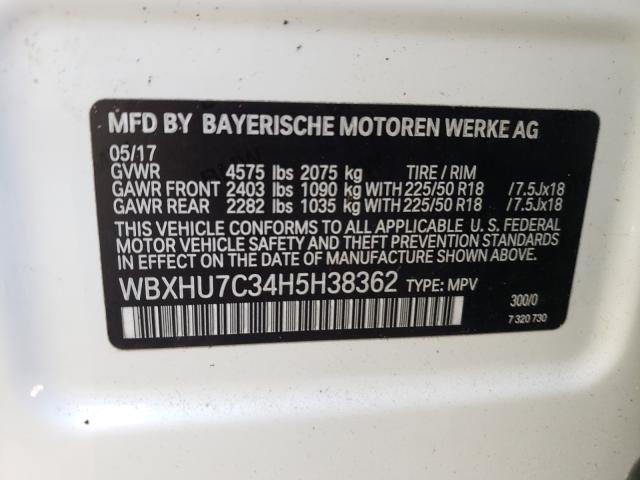 MFD BY BAYERISCHE MOTOREN WERKE AG
05/17
GVWR 4575 lbs 2075 kg TIRE / RIM
GAWR FRONT 2403 lbs 1090 kg WITH 225/50 R18 /7.5Jx18
GAWR REAR 2282 lbs 1035 kg WITH 225/50 R18 /7.5Jx18
THIS VEHICLE CONFORMS TO ALL APPLICABLE U. S. FEDERAL
MOTOR VEHICLE SAFETY AND THEFT PREVENTION STANDARDS
IN EFFECT ON THE DATE OF MANUFACTURE SHOWN ABOVE.
WBXHU7C34H5H38362 TYPE: MPV
300/0
7 320 730